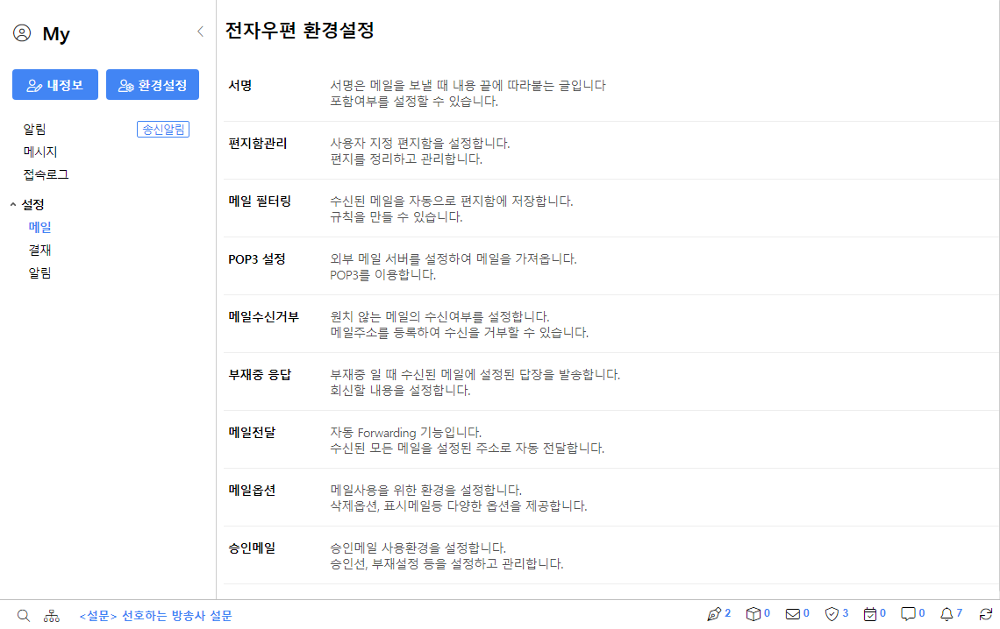 My
내정보
환경설정
알림
송신알림
메시지
접속로그
설정
메일
결재
알림
전자우편 환경설정
서명
서명은 메일을 보낼 때 내용 끝에 따라붙는 글입니다
포함여부를 설정할 수 있습니다.
편지함관리
사용자 지정 편지함을 설정합니다.
편지를 정리하고 관리합니다.
메일 필터링
수신된 메일을 자동으로 편지함에 저장합니다.
규칙을 만들 수 있습니다.
POP3 설정
외부 메일 서버를 설정하여 메일을 가져옵니다.
POP3를 이용합니다.
메일수신거부
원치 않는 메일의 수신여부를 설정합니다.
메일주소를 등록하여 수신을 거부할 수 있습니다.
부재중 응답
부재중 일 때 수신된 메일에 설정된 답장을 발송합니다.
회신할 내용을 설정합니다.
메일전달
자동 Forwarding 기능입니다.
수신된 모든 메일을 설정된 주소로 자동 전달합니다.
메일옵션
메일사용을 위한 환경을 설정합니다.
삭제옵션, 표시메일등 다양한 옵션을 제공합니다.
승인메일
승인메일 사용환경을 설정합니다.
승인선, 부재설정 등을 설정하고 관리합니다.
<설문> 선호하는 방송사 설문
2 0 0 3 0 0 7